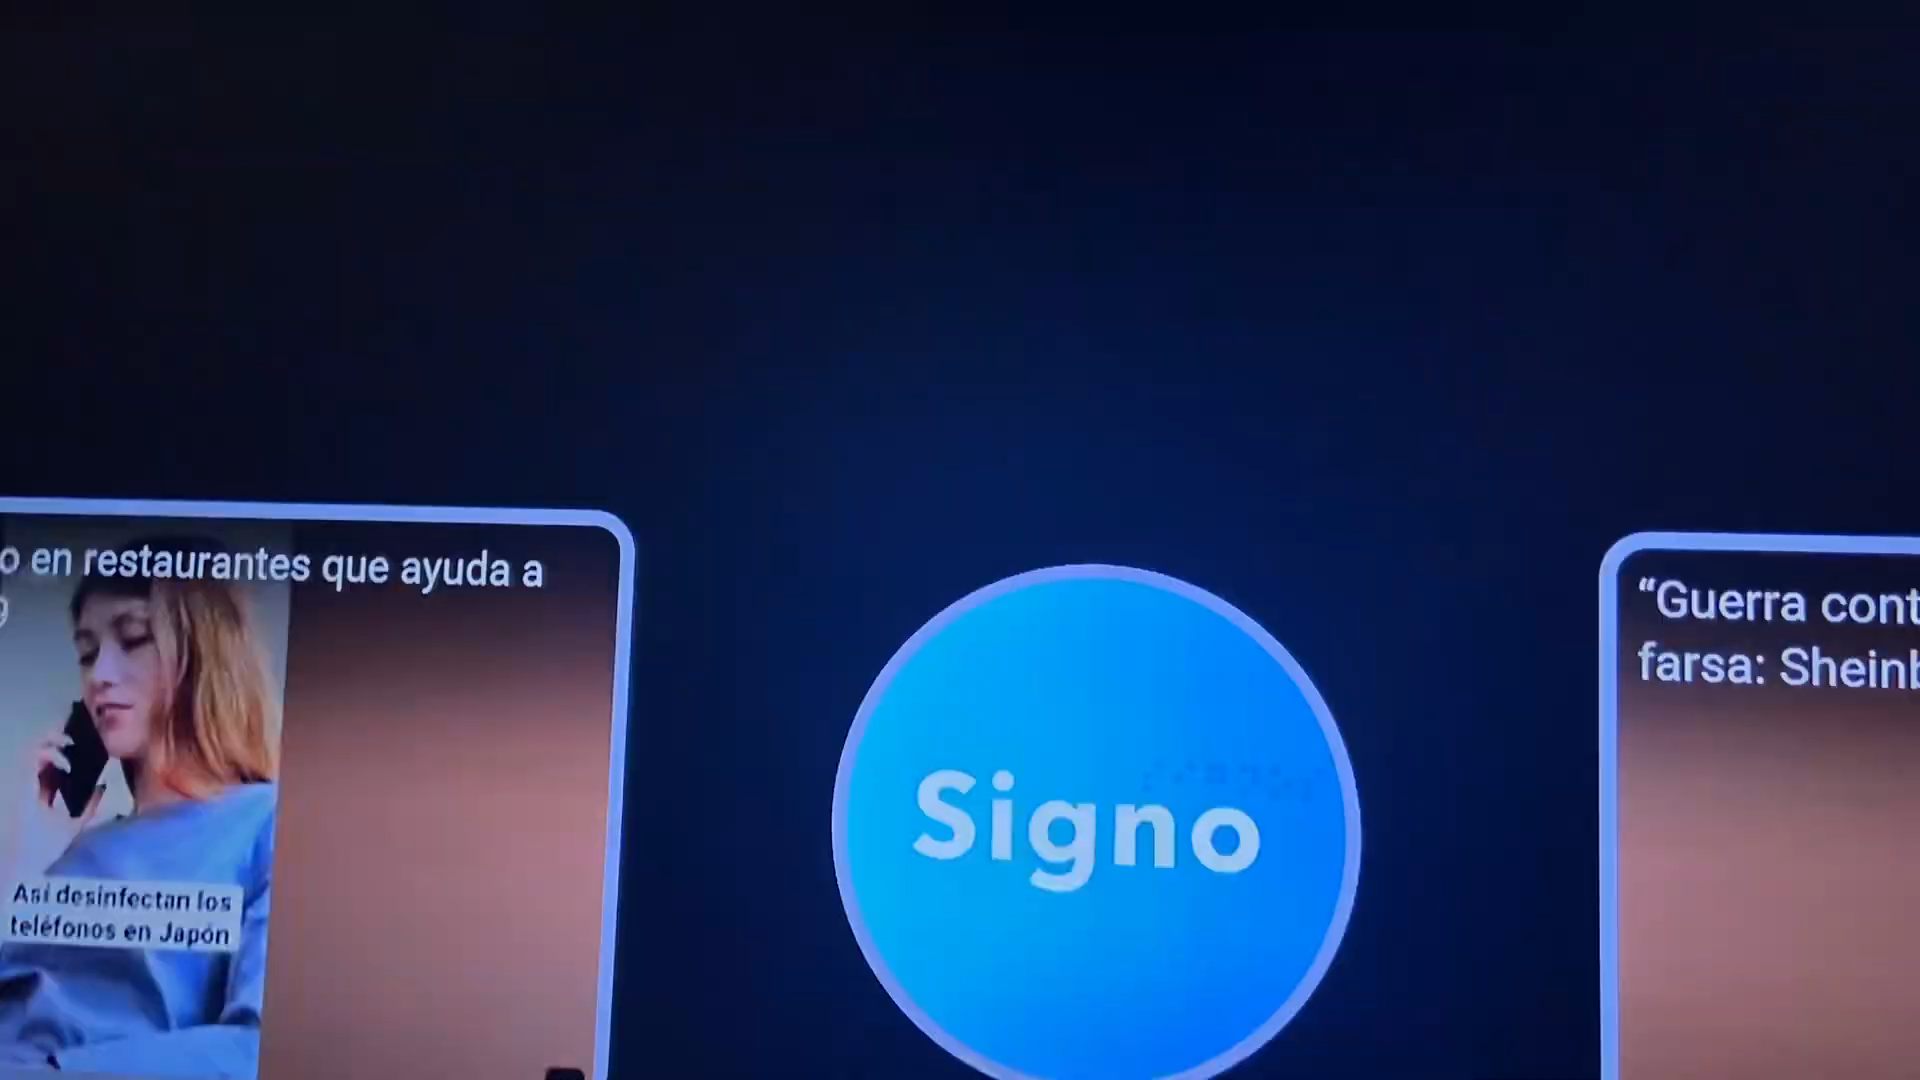 o en restaurantes que ayuda a
Así desinfectan los
teléfonos en Japón
Signo
“Guerra cont
farsa: Sheinb